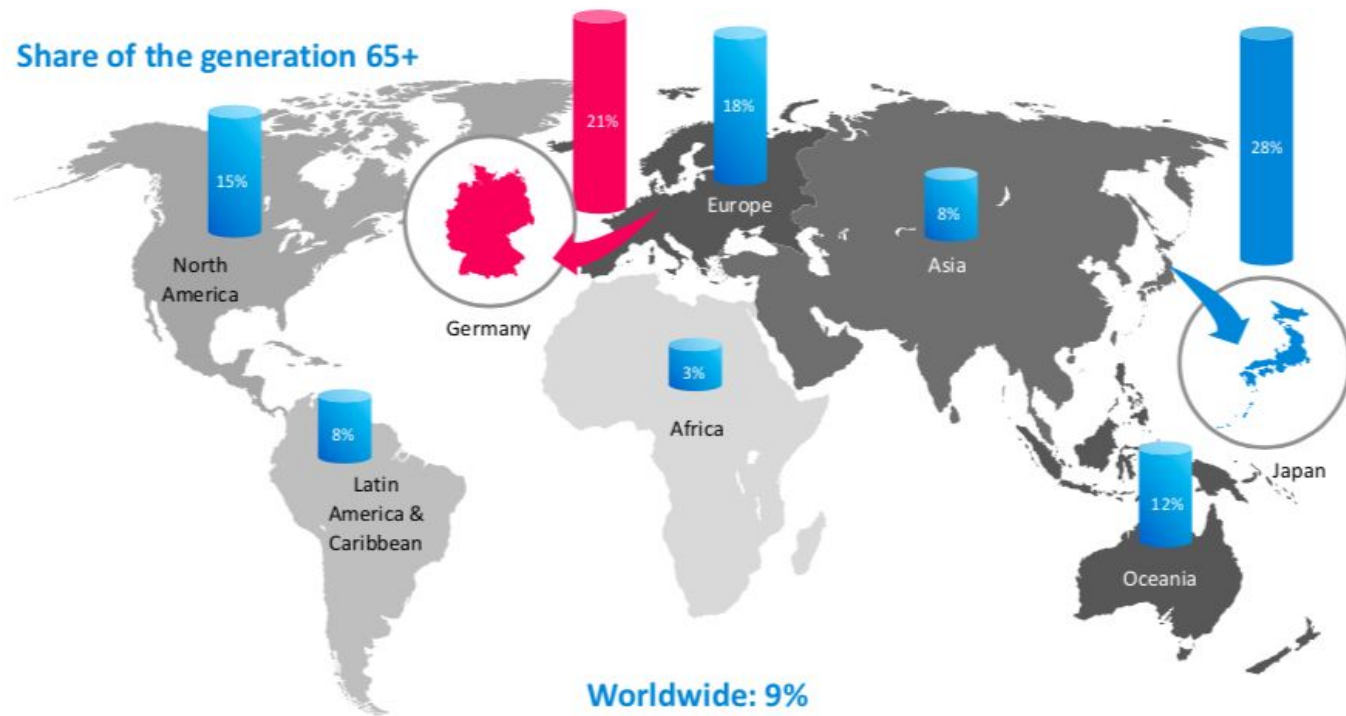 Share of the generation 65+
21%
18%
28%
15%
8%
Europe
Asia
North
America
Germany
3%
Africa
8%
Latin
America &
Caribbean
Japan
12%
Oceania
Worldwide: 9%